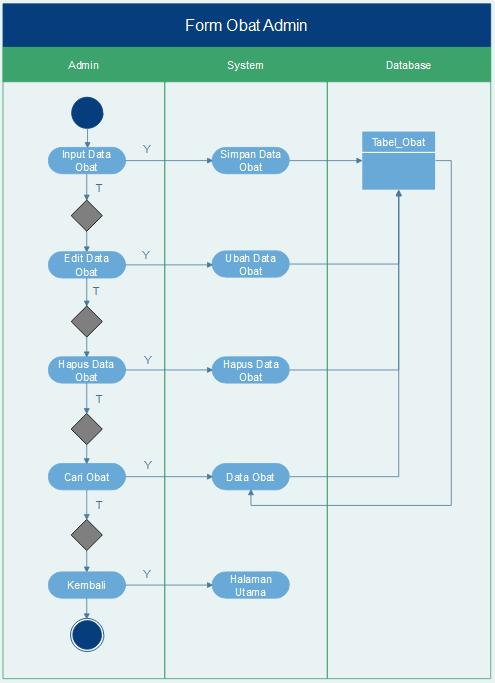 Form Obat Admin
Admin
System
Database
Input Data
Obat
Y
Simpan Data
Obat
Tabel_Obat
T
Edit Data
Obat
Y
Ubah Data
Obat
T
Hapus Data
Obat
Y
Hapus Data
Obat
T
Cari Obat
Y
Data Obat
T
Kembali
Y
Halaman
Utama